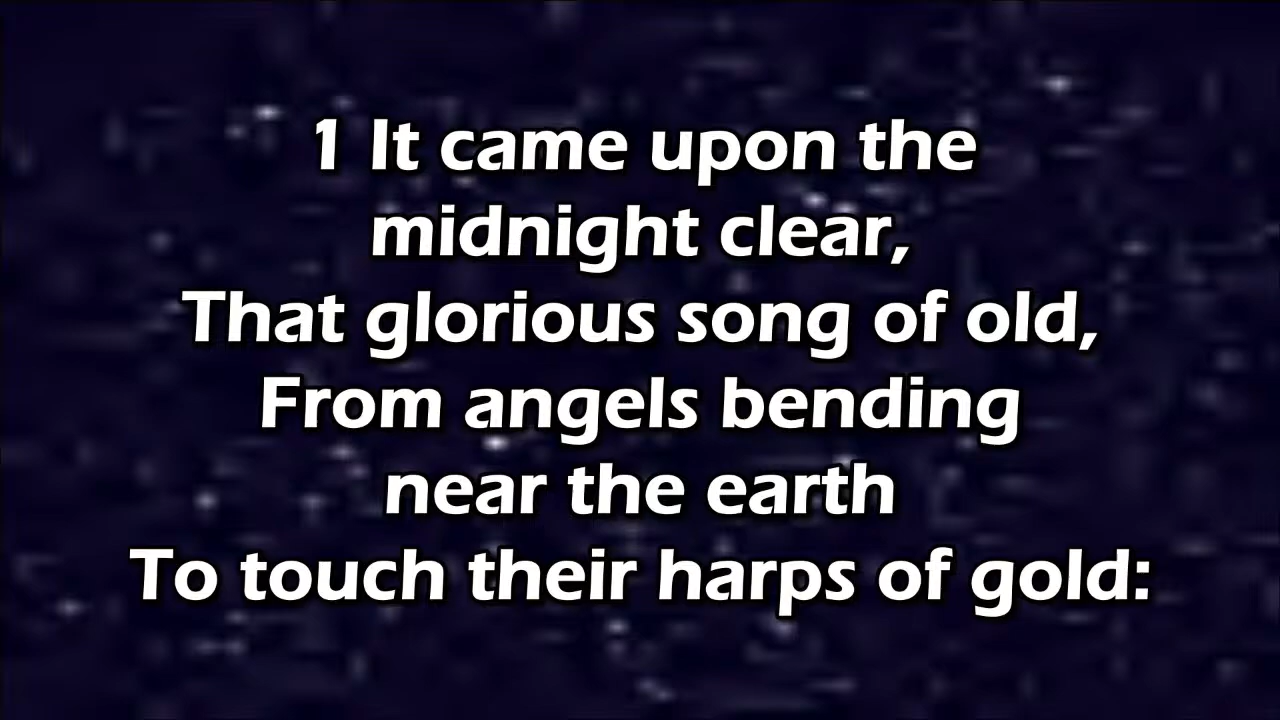 1 It came upon the
midnight clear,
That glorious song of old,
From angels bending
near the earth
To touch their harps of gold: